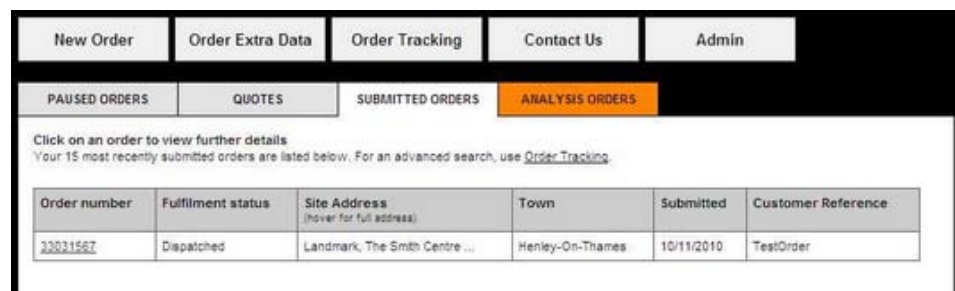 New Order Order Extra Data Order Tracking Contact Us Admin
PAUSED ORDERS QUOTES SUBMITTED ORDERS ANALYSIS ORDERS
Click on an order to view further details
Your 15 most recently submitted orders are listed below. For an advanced search, use Order Tracking.
Order number Fulfilment status Site Address Town Submitted Customer Reference
(hover for full address)
33031567 Dispatched Landmark, The Smith Centre ... Henley-On-Thames 10/11/2010 TestOrder